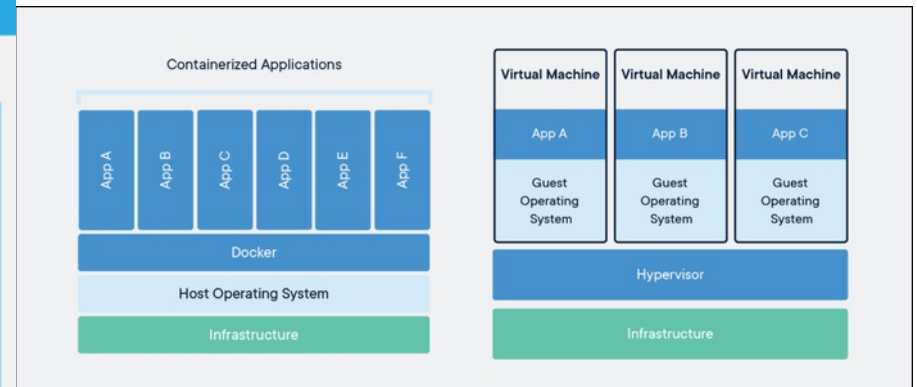 Containerized Applications
App A
App B
App C
App D
App E
App F
Docker
Host Operating System
Infrastructure
Virtual Machine
App A
Guest
Operating
System
Virtual Machine
App B
Guest
Operating
System
Virtual Machine
App C
Guest
Operating
System
Hypervisor
Infrastructure